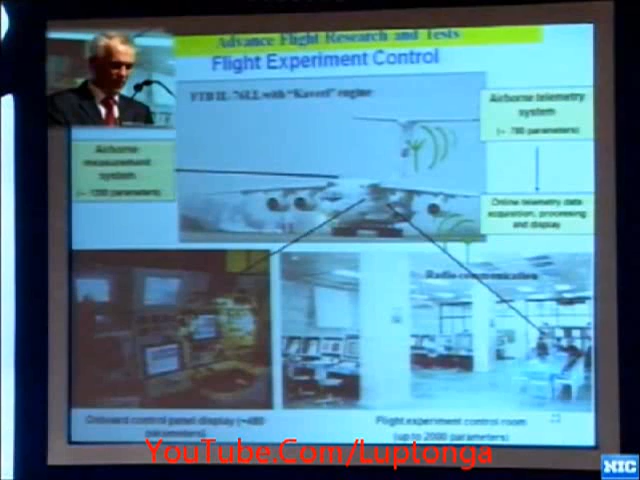 Advance Flight Research and Tests
Flight Experiment Control
FTB IL-76LL with "Kaveri" engine
Airborne telemetry
system
(~ 780 parameters)
Airborne
measurement
system
(~ 1200 parameters)
Online telemetry data
acquisition, processing
and display
Radio communication
Onboard control panel display (~480
parameters)
Flight experiment control room
(up to 2000 parameters)
YouTube.Com/Luptonga
NIC